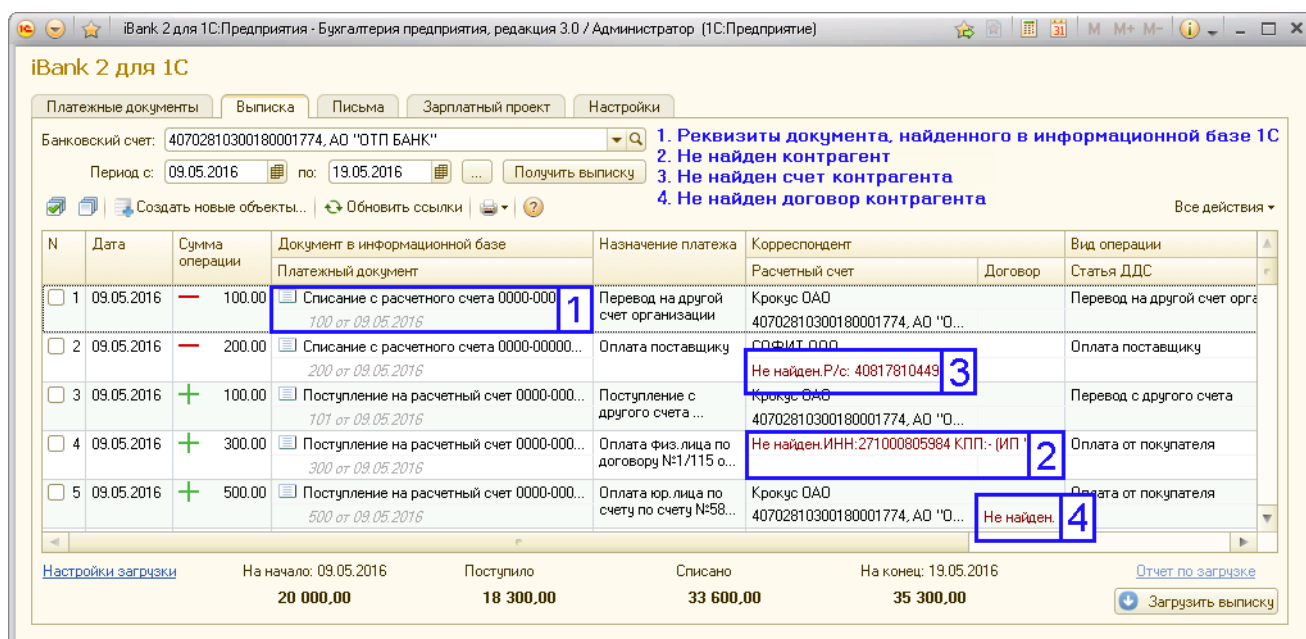 iBank 2 для 1С:Предприятия - Бухгалтерия предприятия, редакция 3.0 / Администратор (1С:Предприятие)
M M+ M-
iBank 2 для 1С
Платежные документы Выписка Письма Зарплатный проект Настройки
Банковский счет: 40702810300180001774, АО "ОТП БАНК"
1. Реквизиты документа, найденного в информационной базе 1С
2. Не найден контрагент
Период с: 09.05.2016 по: 19.05.2016 ... Получить выписку
3. Не найден счет контрагента
4. Не найден договор контрагента
Создать новые объекты... Обновить ссылки Все действия
N Дата Сумма операции Документ в информационной базе Назначение платежа Корреспондент Вид операции
Платежный документ Расчетный счет Договор Статья ДДС
1 09.05.2016 — 100.00 Списание с расчетного счета 0000-000 1 Перевод на другой Крокус ОАО Перевод на другой счет орга
100 от 09.05.2016 счет организации 40702810300180001774, АО "О...
2 09.05.2016 — 200.00 Списание с расчетного счета 0000-00000... Оплата поставщику СОФИТ ООО Оплата поставщику
200 от 09.05.2016 Не найден.Р/с: 40817810449 3
3 09.05.2016 + 100.00 Поступление на расчетный счет 0000-000... Поступление с Крокус ОАО Перевод с другого счета
101 от 09.05.2016 другого счета ... 40702810300180001774, АО "О...
4 09.05.2016 + 300.00 Поступление на расчетный счет 0000-000... Оплата физ.лица по Не найден.ИНН:271000805984 КПП:- (ИП " 2 Оплата от покупателя
300 от 09.05.2016 договору №1/115 о...
5 09.05.2016 + 500.00 Поступление на расчетный счет 0000-000... Оплата юр.лица по Крокус ОАО Оплата от покупателя
500 от 09.05.2016 счету по счету №58... 40702810300180001774, АО "О... Не найден. 4
Настройки загрузки На начало: 09.05.2016 Поступило Списано На конец: 19.05.2016 Отчет по загрузке
20 000,00 18 300,00 33 600,00 35 300,00 Загрузить выписку